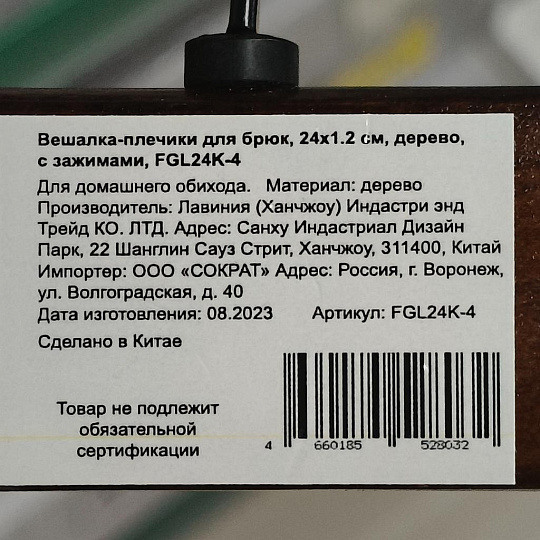 Вешалка-плечики для брюк, 24х1.2 см, дерево,
с зажимами, FGL24K-4
Для домашнего обихода. Материал: дерево
Производитель: Лавиния (Ханчжоу) Индастри энд
Трейд КО. ЛТД. Адрес: Санху Индастриал Дизайн
Парк, 22 Шанглин Сауз Стрит, Ханчжоу, 311400, Китай
Импортер: ООО «СОКРАТ» Адрес: Россия, г. Воронеж,
ул. Волгоградская, д. 40
Дата изготовления: 08.2023 Артикул: FGL24K-4
Сделано в Китае
Товар не подлежит
обязательной
сертификации
4 660185 528032